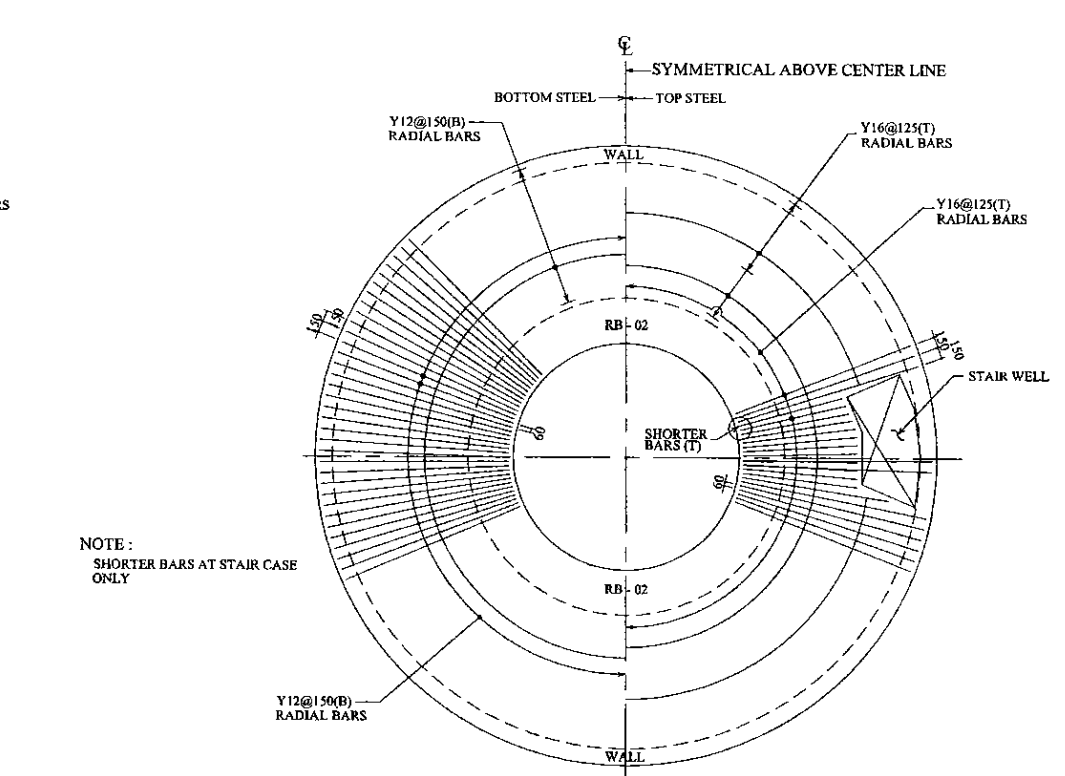 ℄
SYMMETRICAL ABOVE CENTER LINE
BOTTOM STEEL
TOP STEEL
Y12@150(B)
RADIAL BARS
Y16@125(T)
RADIAL BARS
WALL
Y16@125(T)
RADIAL BARS
RS
150
150
RB - 02
150
150
STAIR WELL
60
SHORTER
BARS (T)
60
NOTE :
SHORTER BARS AT STAIR CASE
ONLY
RB - 02
Y12@150(B)
RADIAL BARS
WALL